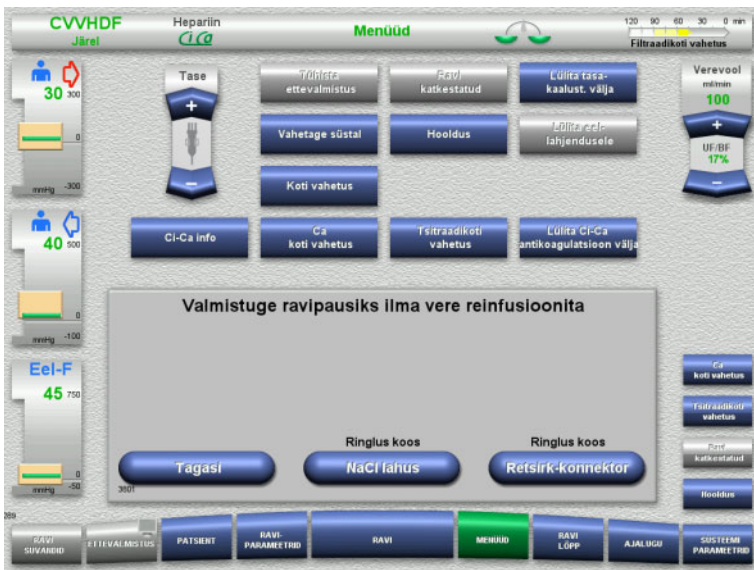 CVVHDF
Järel
Hepariin
CiCa
Menüüd
120 90 60 30 0 min
Filtraadikoti vahetus
30 300
0
mmHg -300
40 500
0
mmHg -100
Eel-F
45 750
mmHg -50
Tase
+
–
Tühista
ettevalmistus
Ravi
katkestatud
Lülita tasa-
kaalust. välja
Vahetage süstal
Hooldus
Lülita eel-
lahjendusele
Koti vahetus
Ci-Ca info
Ca
koti vahetus
Tsitraadikoti
vahetus
Lülita Ci-Ca
antikoagulatsioon välja
Verevool
ml/min
100
+
UF/BF
17%
–
Valmistuge ravipausiks ilma vere reinfusioonita
Ringlus koos
Ringlus koos
Tagasi
NaCl lahus
Retsirk-konnektor
3601
Ca
koti vahetus
Tsitraadikoti
vahetus
Ravi
katkestatud
Hooldus
RAVI
SUVANDID
ETTEVALMISTUS
PATSIENT
RAVI-
PARAMEETRID
RAVI
MENÜÜD
RAVI
LÕPP
AJALUGU
SÜSTEEMI
PARAMEETRID